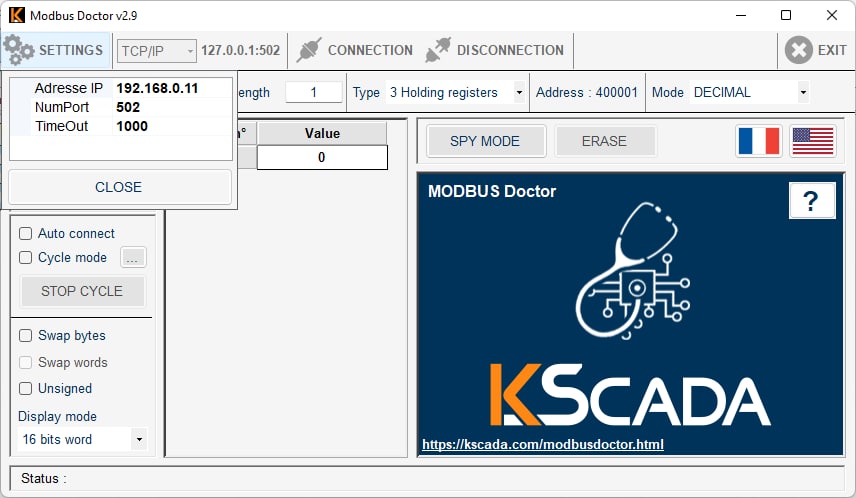 Modbus Doctor v2.9
SETTINGS TCP/IP 127.0.0.1:502 CONNECTION DISCONNECTION EXIT
Adresse IP 192.168.0.11
NumPort 502
TimeOut 1000
CLOSE
ength 1 Type 3 Holding registers Address : 400001 Mode DECIMAL
n° Value
0
SPY MODE ERASE
MODBUS Doctor ?
KSCADA
https://kscada.com/modbusdoctor.html
Auto connect
Cycle mode ...
STOP CYCLE
Swap bytes
Swap words
Unsigned
Display mode
16 bits word
Status :